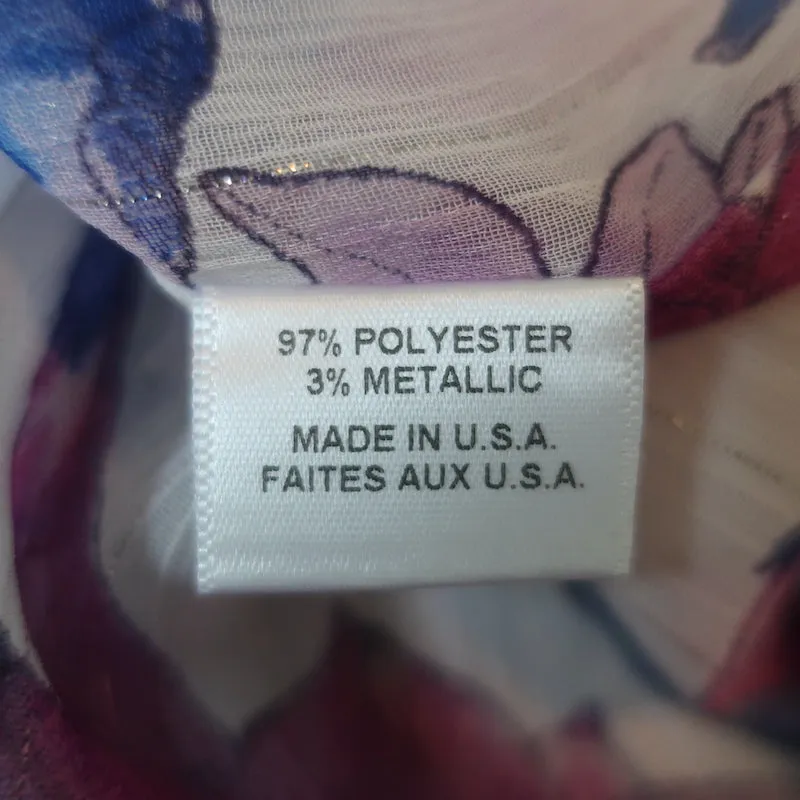 97% POLYESTER
3% METALLIC
MADE IN U.S.A.
FAITES AUX U.S.A.